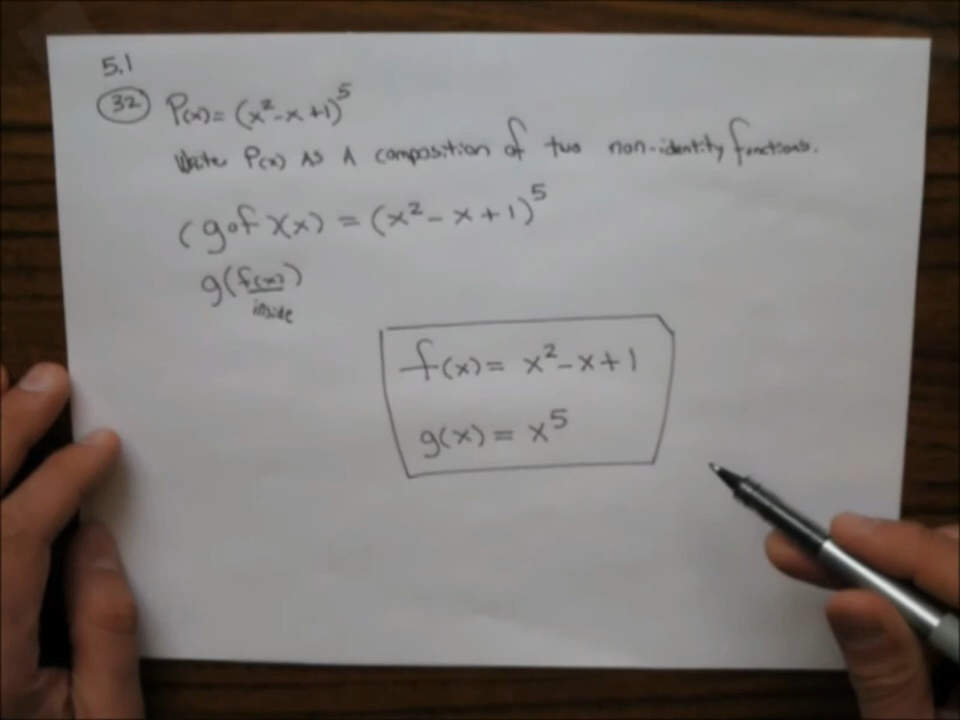 5.1
32 P(x) = (x² - x + 1)⁵
Write P(x) As A composition of two non-identity functions.
(g∘f)(x) = (x² - x + 1)⁵
g(f(x))
inside
f(x) = x² - x + 1
g(x) = x⁵